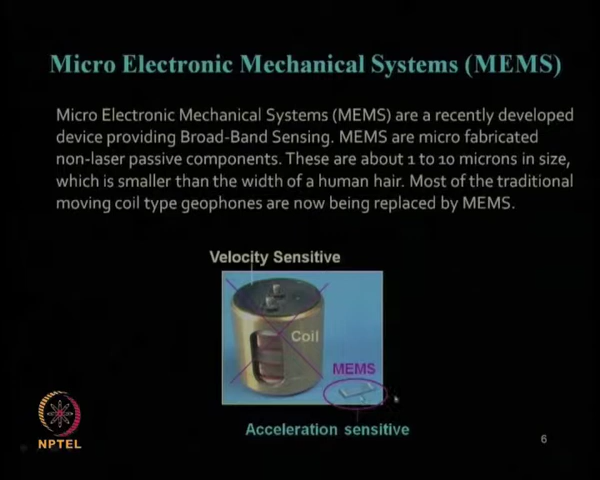 Micro Electronic Mechanical Systems (MEMS)
Micro Electronic Mechanical Systems (MEMS) are a recently developed
device providing Broad-Band Sensing. MEMS are micro fabricated
non-laser passive components. These are about 1 to 10 microns in size,
which is smaller than the width of a human hair. Most of the traditional
moving coil type geophones are now being replaced by MEMS.
Velocity Sensitive
Coil
MEMS
Acceleration sensitive
NPTEL
6